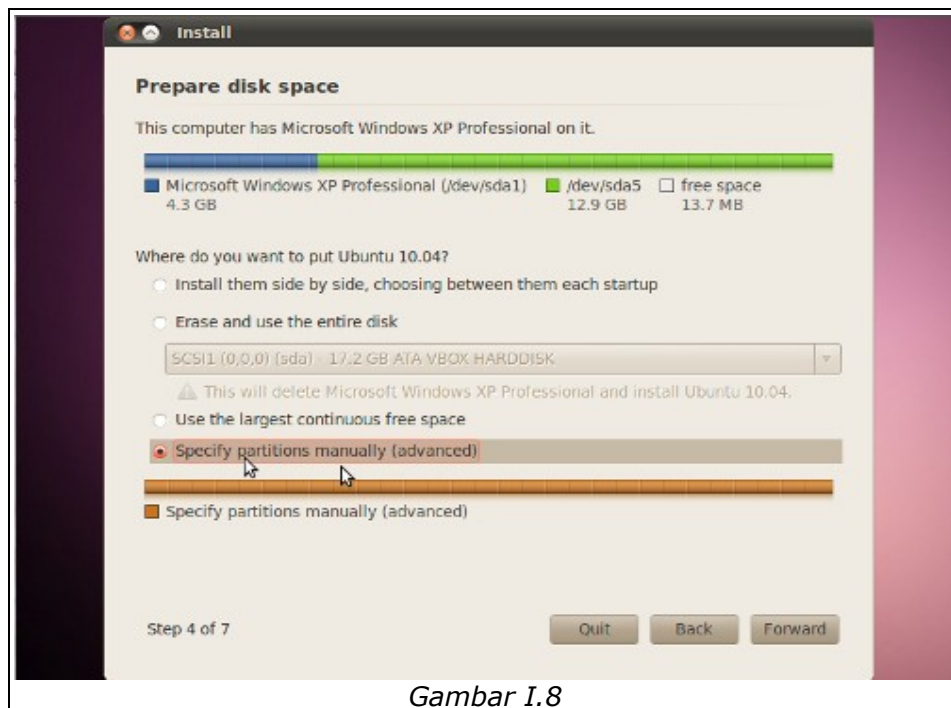 Install
Prepare disk space
This computer has Microsoft Windows XP Professional on it.
Microsoft Windows XP Professional (/dev/sda1) /dev/sda5 free space
4.3 GB 12.9 GB 13.7 MB
Where do you want to put Ubuntu 10.04?
Install them side by side, choosing between them each startup
Erase and use the entire disk
SCSI1 (0,0,0) (sda) - 17.2 GB ATA VBOX HARDDISK
This will delete Microsoft Windows XP Professional and install Ubuntu 10.04.
Use the largest continuous free space
Specify partitions manually (advanced)
Specify partitions manually (advanced)
Step 4 of 7 Quit Back Forward
Gambar I.8